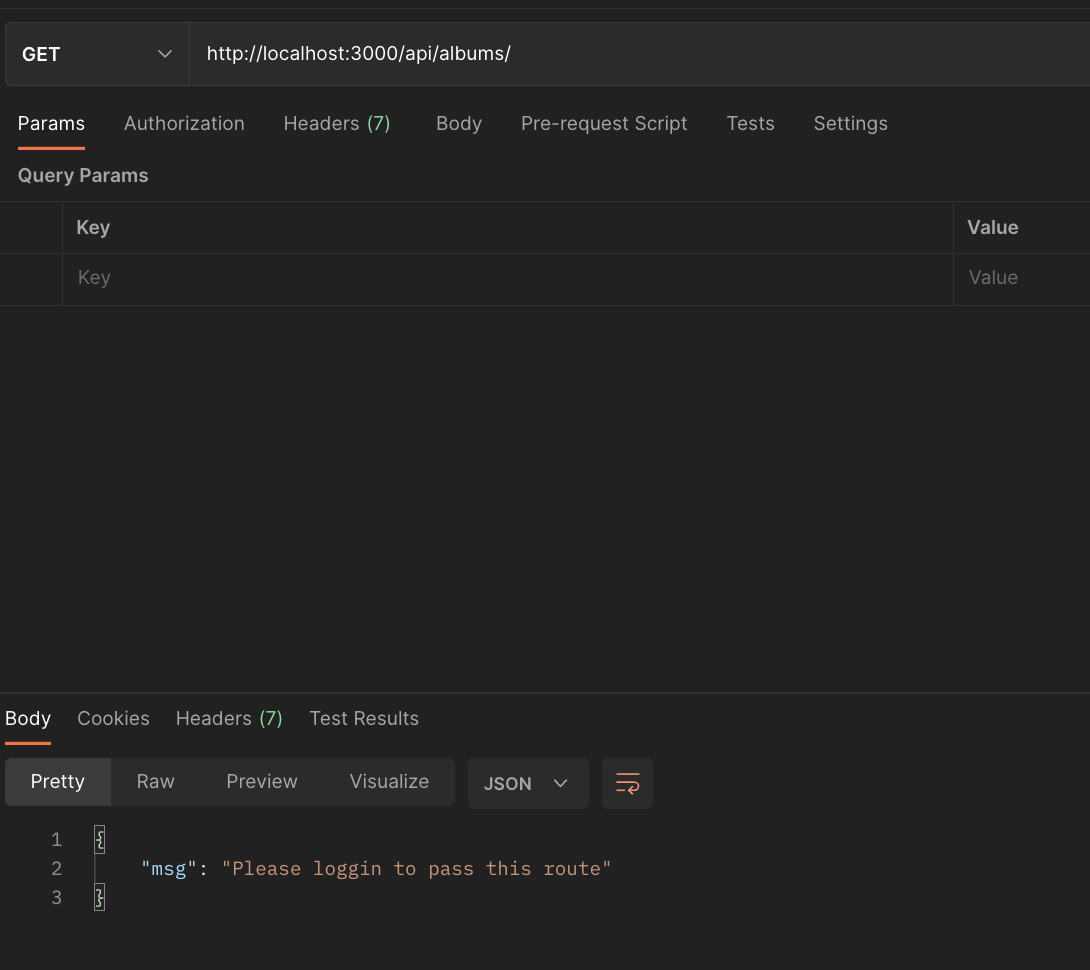 GET http://localhost:3000/api/albums/
Params Authorization Headers (7) Body Pre-request Script Tests Settings
Query Params
Key Value
Key Value
Body Cookies Headers (7) Test Results
Pretty Raw Preview Visualize JSON
1 {
2 "msg": "Please loggin to pass this route"
3 }